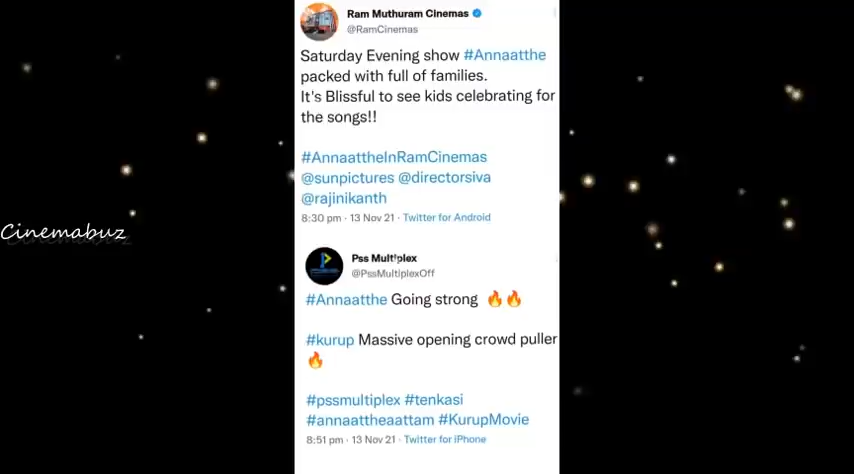 Ram Muthuram Cinemas
@RamCinemas
Saturday Evening show #Annaatthe
packed with full of families.
It's Blissful to see kids celebrating for
the songs!!
#AnnaattheInRamCinemas
@sunpictures @directorsiva
@rajinikanth
8:30 pm · 13 Nov 21 · Twitter for Android
Cinemabuz
Pss Multiplex
@PssMultiplexOff
#Annaatthe Going strong 🔥🔥
#kurup Massive opening crowd puller
🔥
#pssmultiplex #tenkasi
#annaattheaattam #KurupMovie
8:51 pm · 13 Nov 21 · Twitter for iPhone